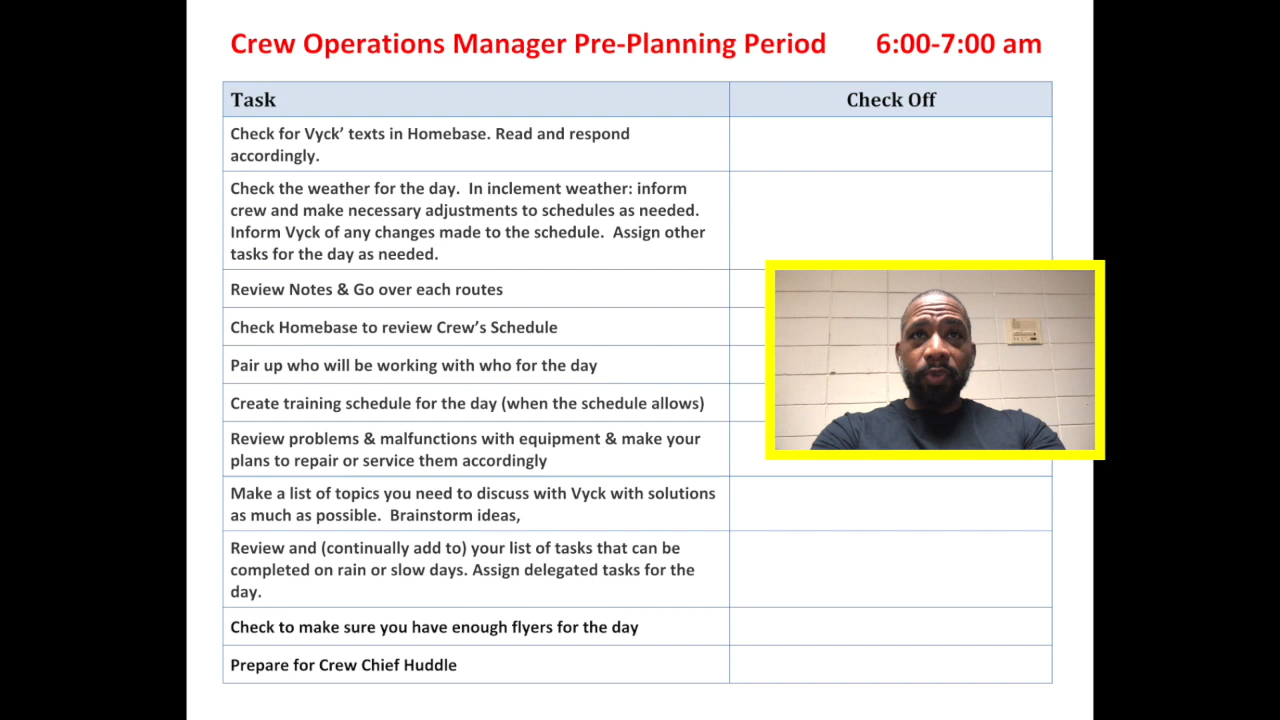 Crew Operations Manager Pre-Planning Period 6:00-7:00 am
Task Check Off
Check for Vyck’ texts in Homebase. Read and respond
accordingly.
Check the weather for the day. In inclement weather: inform
crew and make necessary adjustments to schedules as needed.
Inform Vyck of any changes made to the schedule. Assign other
tasks for the day as needed.
Review Notes & Go over each routes
Check Homebase to review Crew’s Schedule
Pair up who will be working with who for the day
Create training schedule for the day (when the schedule allows)
Review problems & malfunctions with equipment & make your
plans to repair or service them accordingly
Make a list of topics you need to discuss with Vyck with solutions
as much as possible. Brainstorm ideas,
Review and (continually add to) your list of tasks that can be
completed on rain or slow days. Assign delegated tasks for the
day.
Check to make sure you have enough flyers for the day
Prepare for Crew Chief Huddle